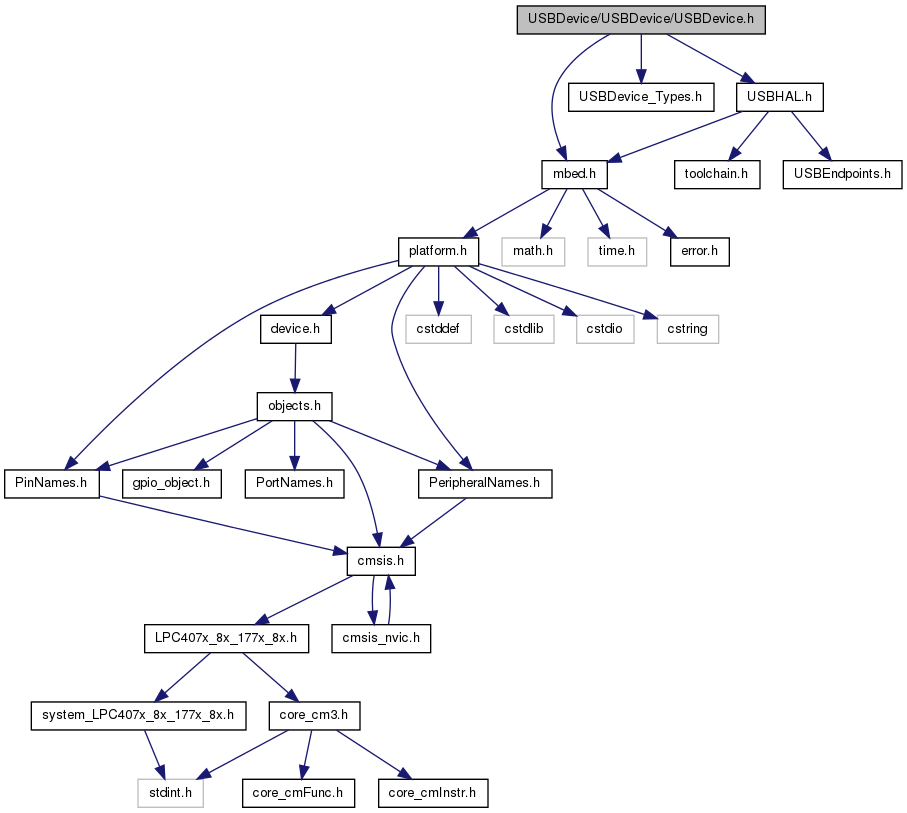 USBDevice/USBDevice/USBDevice.h
USBDevice_Types.h
USBHAL.h
mbed.h
toolchain.h
USBEndpoints.h
platform.h
math.h
time.h
error.h
device.h
cstddef
cstdlib
cstdio
cstring
objects.h
PinNames.h
gpio_object.h
PortNames.h
PeripheralNames.h
cmsis.h
LPC407x_8x_177x_8x.h
cmsis_nvic.h
system_LPC407x_8x_177x_8x.h
core_cm3.h
stdint.h
core_cmFunc.h
core_cmInstr.h